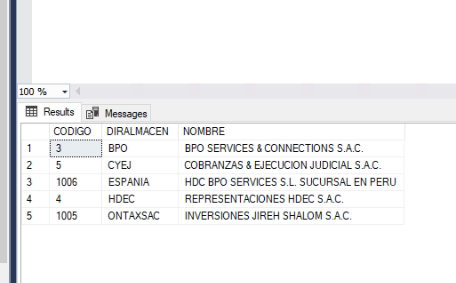 100 %
Results Messages
CODIGO DIRALMACEN NOMBRE
1 3 BPO BPO SERVICES & CONNECTIONS S.A.C.
2 5 CYEJ COBRANZAS & EJECUCION JUDICIAL S.A.C.
3 1006 ESPANIA HDC BPO SERVICES S.L. SUCURSAL EN PERU
4 4 HDEC REPRESENTACIONES HDEC S.A.C.
5 1005 ONTAXSAC INVERSIONES JIREH SHALOM S.A.C.